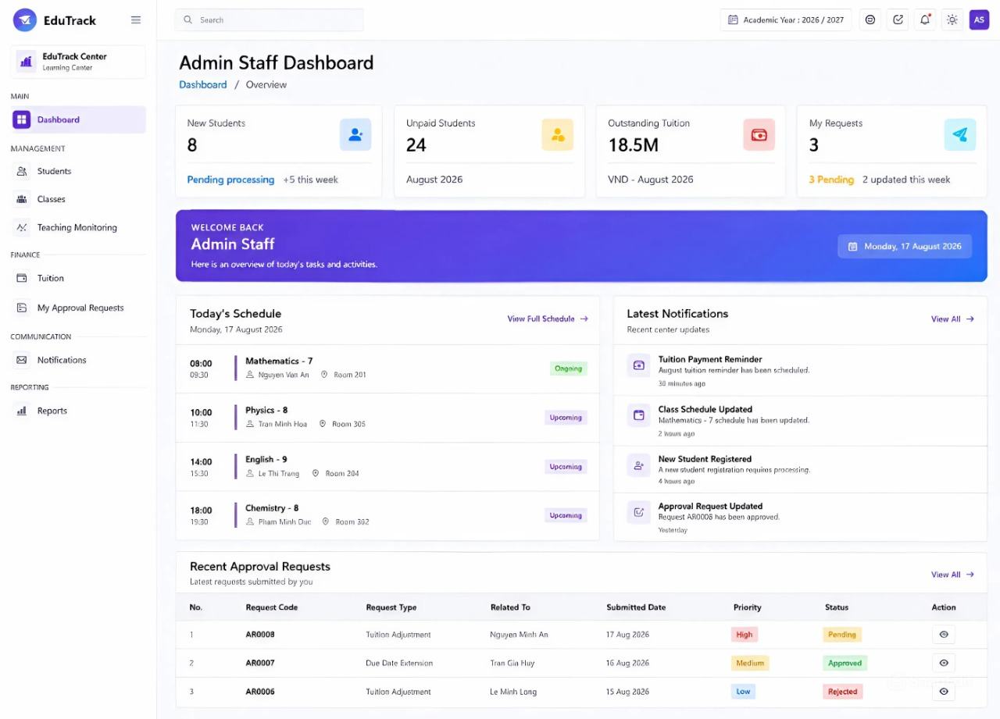 EduTrack
EduTrack Center
Learning Center
MAIN
Dashboard
MANAGEMENT
Students
Classes
Teaching Monitoring
FINANCE
Tuition
My Approval Requests
COMMUNICATION
Notifications
REPORTING
Reports
Search
Academic Year : 2026 / 2027
AS
Admin Staff Dashboard
Dashboard / Overview
New Students
8
Pending processing +5 this week
Unpaid Students
24
August 2026
Outstanding Tuition
18.5M
VND - August 2026
My Requests
3
3 Pending 2 updated this week
WELCOME BACK
Admin Staff
Here is an overview of today's tasks and activities.
Monday, 17 August 2026
Today's Schedule
Monday, 17 August 2026
View Full Schedule
08:00 Mathematics - 7
09:30 Nguyen Van An Room 201
Ongoing
10:00 Physics - 8
11:30 Tran Minh Hoa Room 305
Upcoming
14:00 English - 9
15:30 Le Thi Trang Room 204
Upcoming
18:00 Chemistry - 8
19:30 Pham Minh Duc Room 302
Upcoming
Latest Notifications
Recent center updates
View All
Tuition Payment Reminder
August tuition reminder has been scheduled.
30 minutes ago
Class Schedule Updated
Mathematics - 7 schedule has been updated.
2 hours ago
New Student Registered
A new student registration requires processing.
4 hours ago
Approval Request Updated
Request AR0008 has been approved.
Yesterday
Recent Approval Requests
Latest requests submitted by you
View All
No. Request Code Request Type Related To Submitted Date Priority Status Action
1 AR0008 Tuition Adjustment Nguyen Minh An 17 Aug 2026 High Pending
2 AR0007 Due Date Extension Tran Gia Huy 16 Aug 2026 Medium Approved
3 AR0006 Tuition Adjustment Le Minh Long 15 Aug 2026 Low Rejected